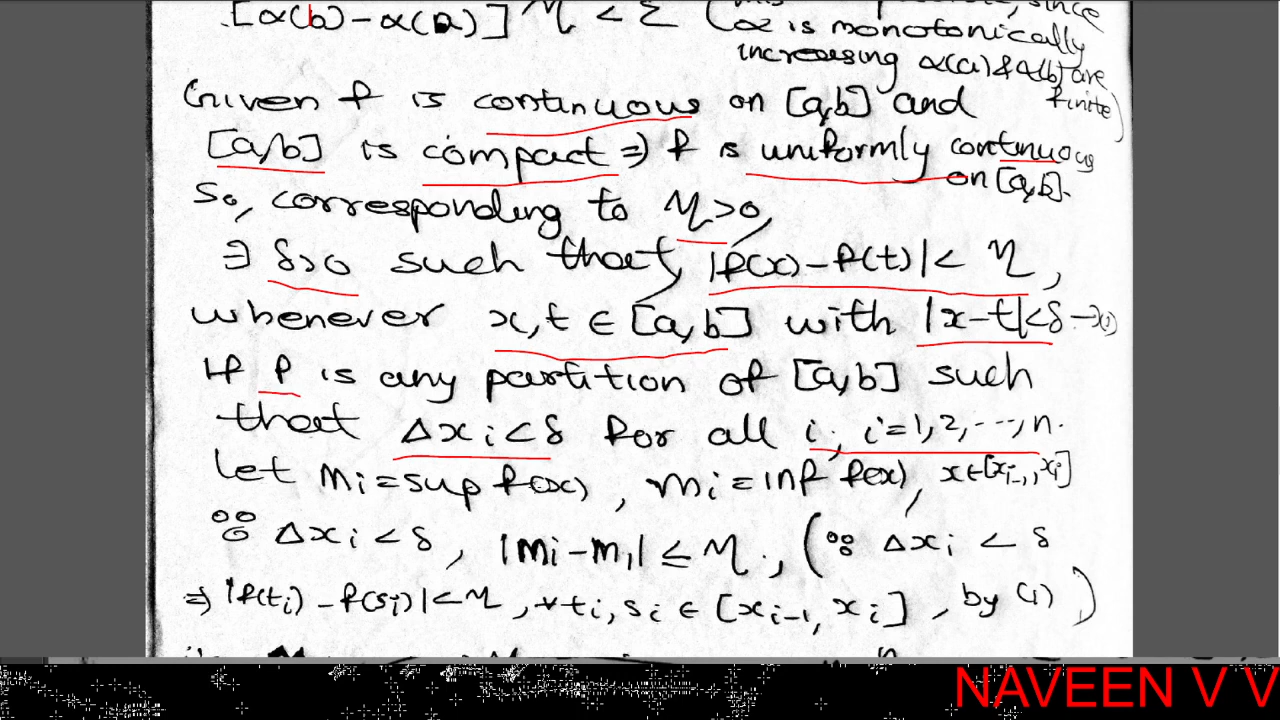 [α(b)-α(a)] η < ε (
since
α is monotonically
increasing α(a) & α(b) are
finite)
Given f is continuous on [a,b] and
[a,b] is compact ⇒ f is uniformly continuous
on [a,b].
So, corresponding to η>0,
∃ δ>0 such that, |f(x)-f(t)| < η,
whenever x,t ∈ [a,b] with |x-t|<δ →(1)
If P is any partition of [a,b] such
that Δxi<δ for all i, i=1,2,...,n.
Let Mi=sup f(x), mi=inf f(x), x∈[xi-1,xi]
∵ Δxi<δ, |Mi-mi| ≤ η., (∵ Δxi < δ
⇒ |f(ti)-f(si)|<η, ∀ti, si ∈ [xi-1, xi], by (1))
NAVEEN V V